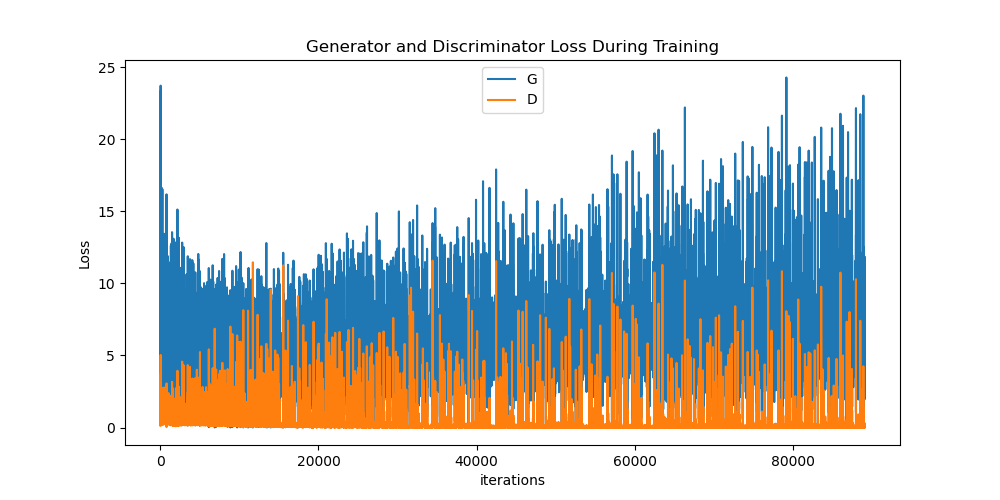 Generator and Discriminator Loss During Training
G
D
Loss
25
20
15
10
5
0
0 20000 40000 60000 80000
iterations